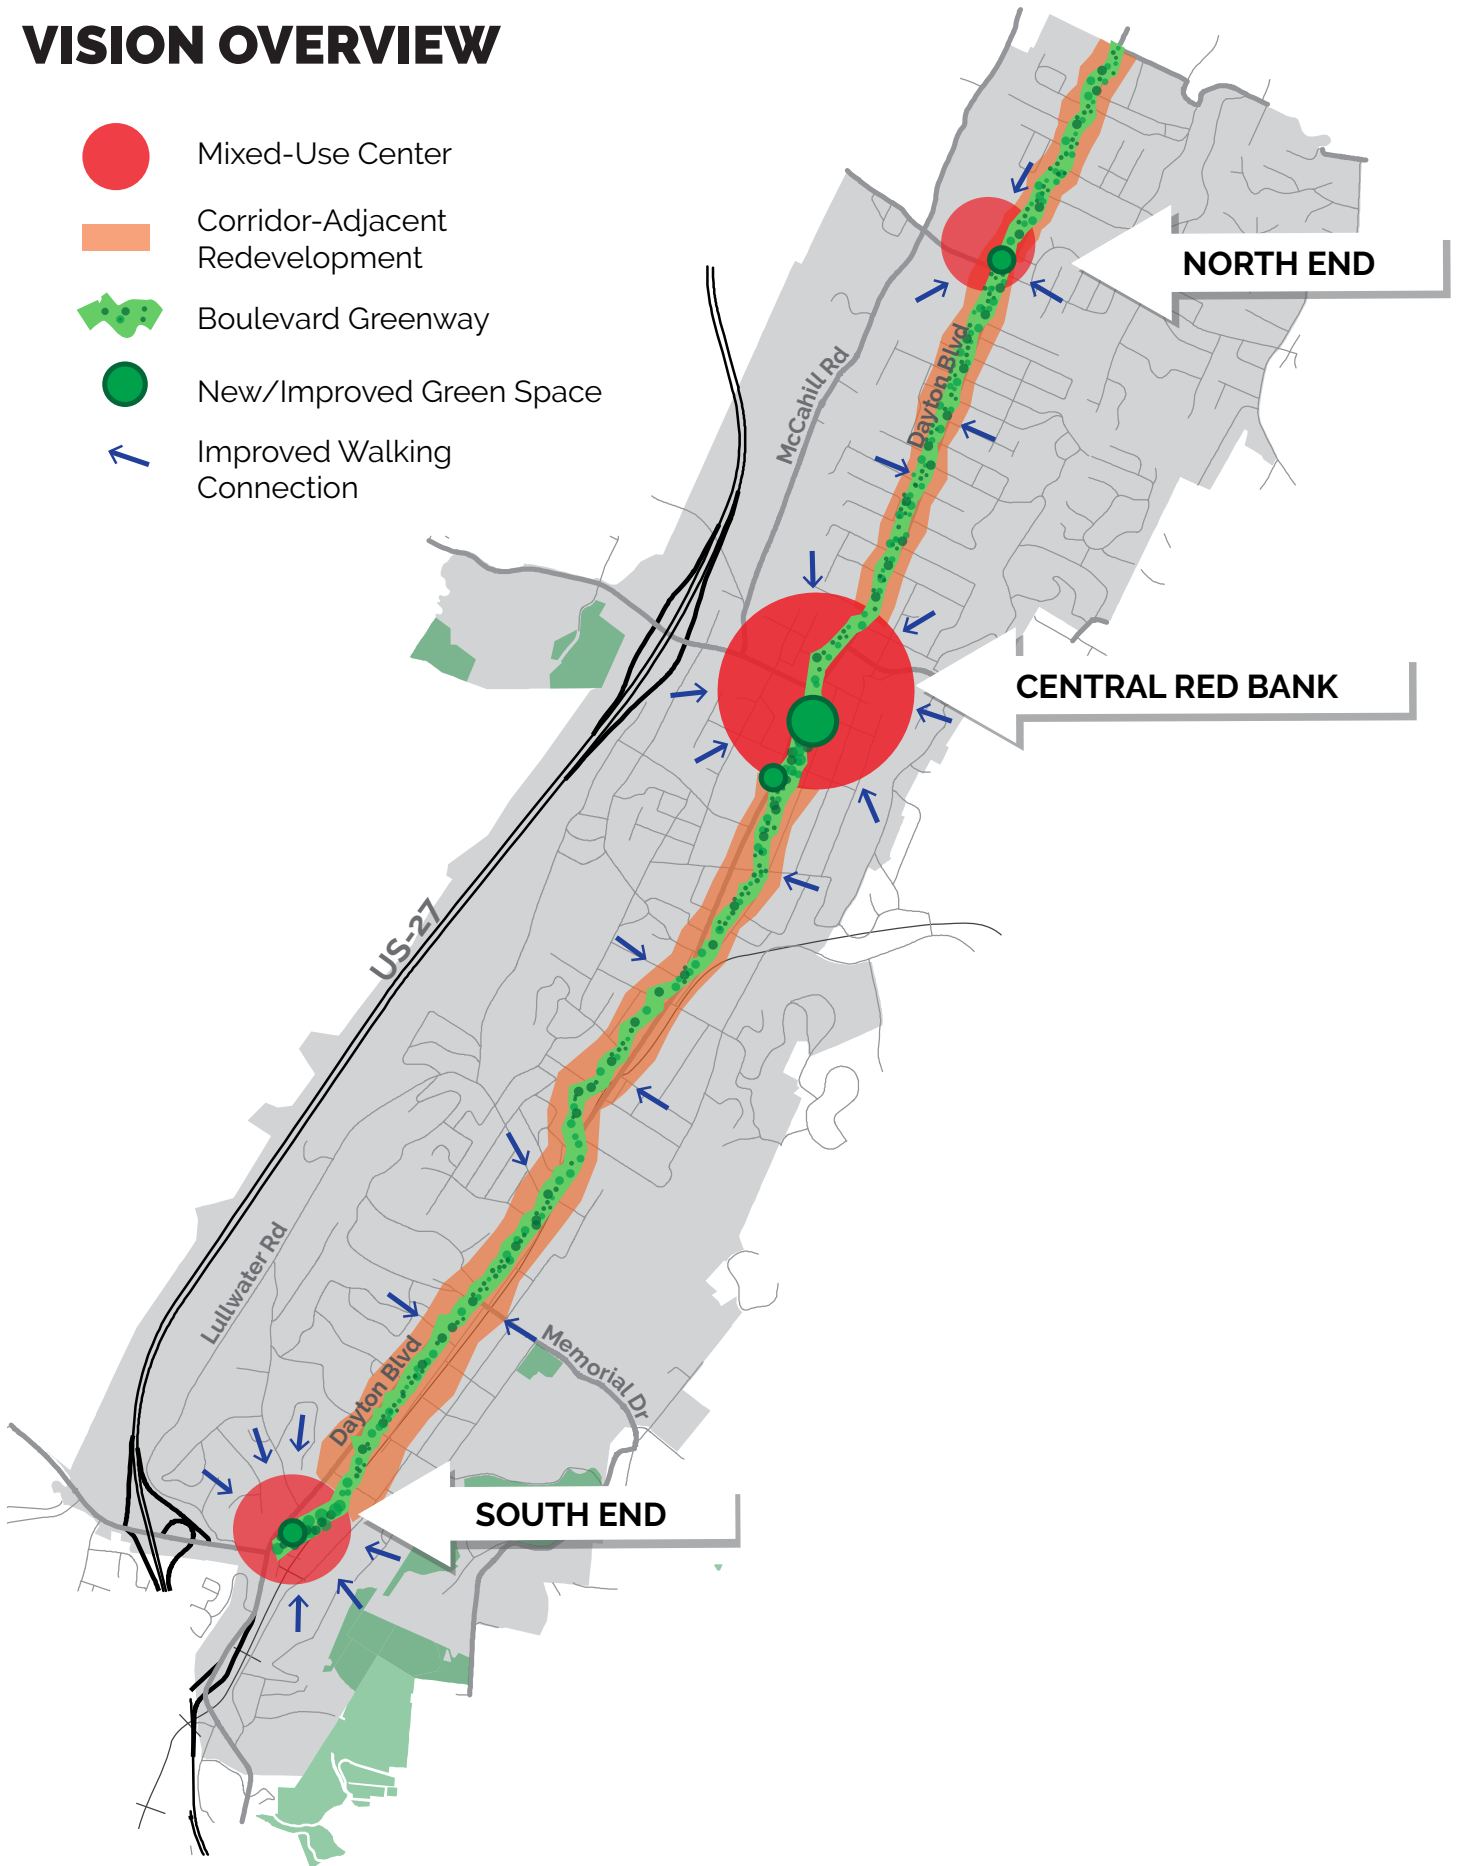 VISION OVERVIEW
Mixed-Use Center
Corridor-Adjacent
Redevelopment
Boulevard Greenway
New/Improved Green Space
Improved Walking
Connection
NORTH END
McCahill Rd
Dayton Blvd
CENTRAL RED BANK
US-27
Lullwater Rd
Dayton Blvd
Memorial Dr
SOUTH END